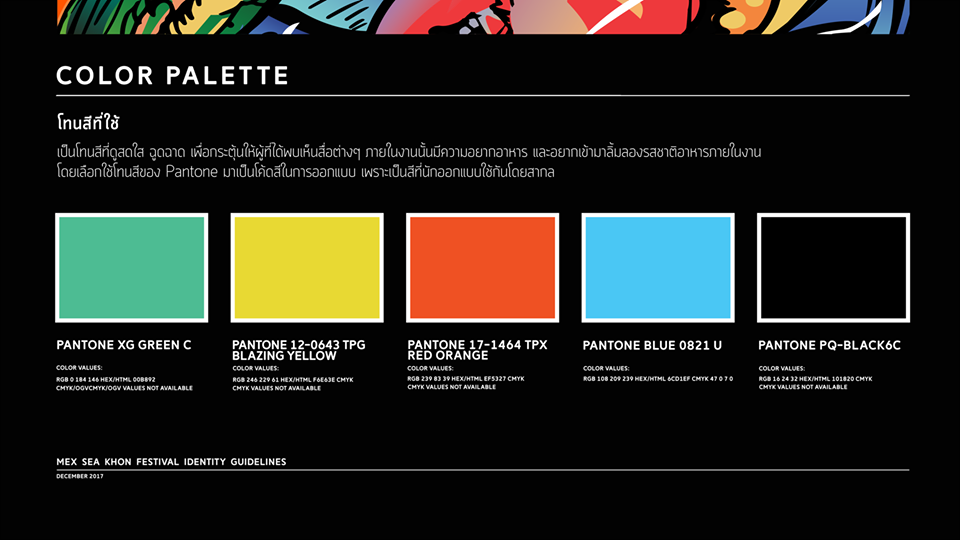 COLOR PALETTE
โทนสีที่ใช้
เป็นโทนสีที่ดูสดใส ฉูดฉาด เพื่อกระตุ้นให้ผู้ที่ได้พบเห็นสื่อต่างๆ ภายในงานนั้นมีความอยากอาหาร และอยากเข้ามาลิ้มลองรสชาติอาหารภายในงาน
โดยเลือกใช้โทนสีของ Pantone มาเป็นโค้ดสีในการออกแบบ เพราะเป็นสีที่นักออกแบบใช้กันโดยสากล
PANTONE XG GREEN C
COLOR VALUES:
RGB 0 184 146 HEX/HTML 00B892
CMYK/OGVCMYK/OGV VALUES NOT AVAILABLE
PANTONE 12-0643 TPG
BLAZING YELLOW
COLOR VALUES:
RGB 246 229 61 HEX/HTML F6E63E CMYK
CMYK VALUES NOT AVAILABLE
PANTONE 17-1464 TPX
RED ORANGE
COLOR VALUES:
RGB 239 83 39 HEX/HTML EF5327 CMYK
CMYK VALUES NOT AVAILABLE
PANTONE BLUE 0821 U
COLOR VALUES:
RGB 108 209 239 HEX/HTML 6CD1EF CMYK 47 0 7 0
PANTONE PQ-BLACK6C
COLOR VALUES:
RGB 16 24 32 HEX/HTML 101820 CMYK
CMYK VALUES NOT AVAILABLE
MEX SEA KHON FESTIVAL IDENTITY GUIDELINES
DECEMBER 2017